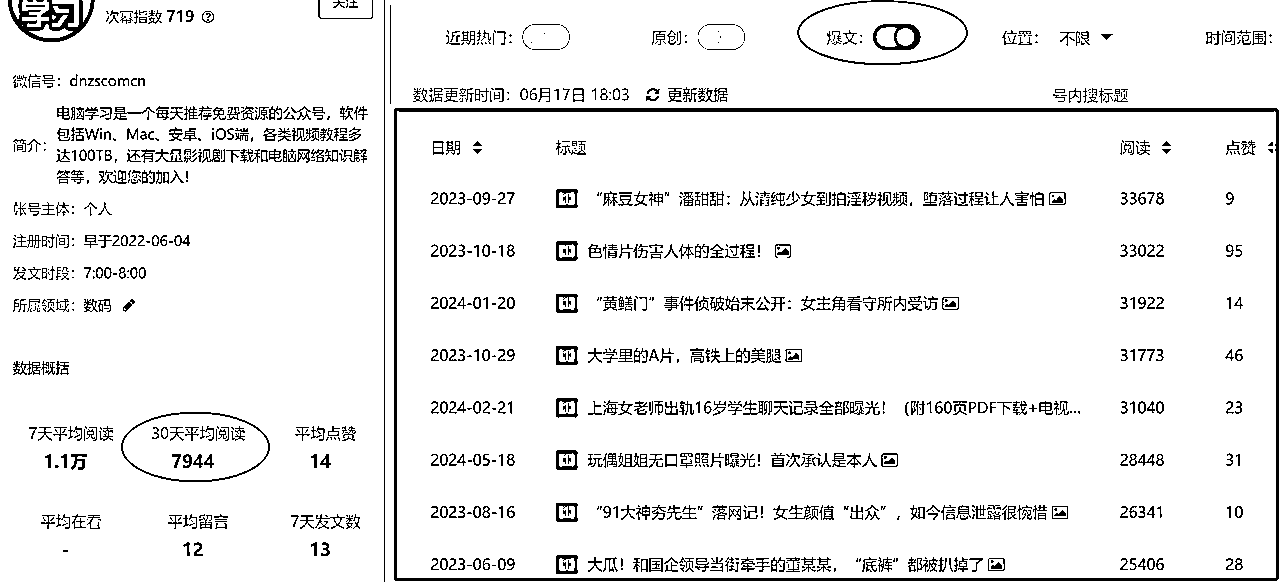 学习
次幂指数 719
关注
微信号: dnzscomcn
简介:
电脑学习是一个每天推荐免费资源的公众号，软件
包括Win、Mac、安卓、iOS端，各类视频教程多
达100TB，还有大量影视剧下载和电脑网络知识解
答等，欢迎您的加入！
帐号主体: 个人
注册时间: 早于2022-06-04
发文时段: 7:00-8:00
所属领域: 数码
数据概括
7天平均阅读 30天平均阅读 平均点赞
1.1万 7944 14
平均在看 平均留言 7天发文数
- 12 13
近期热门: 原创: 爆文: 位置: 不限 时间范围:
数据更新时间: 06月17日 18:03 更新数据 号内搜标题
日期 标题 阅读 点赞
2023-09-27 “麻豆女神”潘甜甜：从清纯少女到拍淫秽视频，堕落过程让人害怕 33678 9
2023-10-18 色情片伤害人体的全过程！ 33022 95
2024-01-20 “黄鳝门”事件侦破始末公开：女主角看守所内受访 31922 14
2023-10-29 大学里的A片，高铁上的美腿 31773 46
2024-02-21 上海女老师出轨16岁学生聊天记录全部曝光！（附160页PDF下载+电视... 31040 23
2024-05-18 玩偶姐姐无口罩照片曝光！首次承认是本人 28448 31
2023-08-16 “91大神夯先生”落网记！女生颜值“出众”，如今信息泄露很惋惜 26341 10
2023-06-09 大瓜！和国企领导当街牵手的董某某，“底裤”都被扒掉了 25406 28